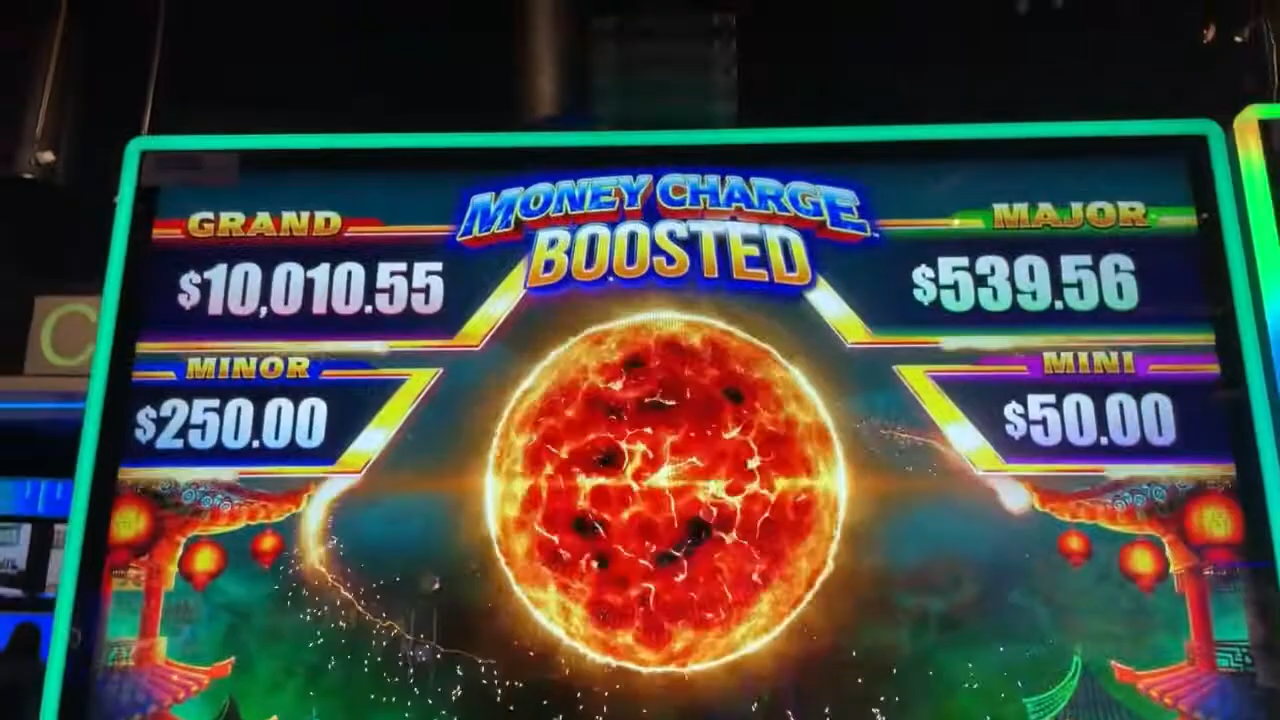 MONEY CHARGE
BOOSTED
GRAND
$10,010.55
MAJOR
$539.56
MINOR
$250.00
MINI
$50.00
C